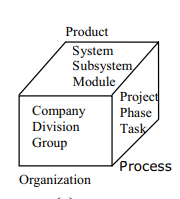 Product
System
Subsystem
Module
Company
Division
Group
Project
Phase
Task
Process
Organization